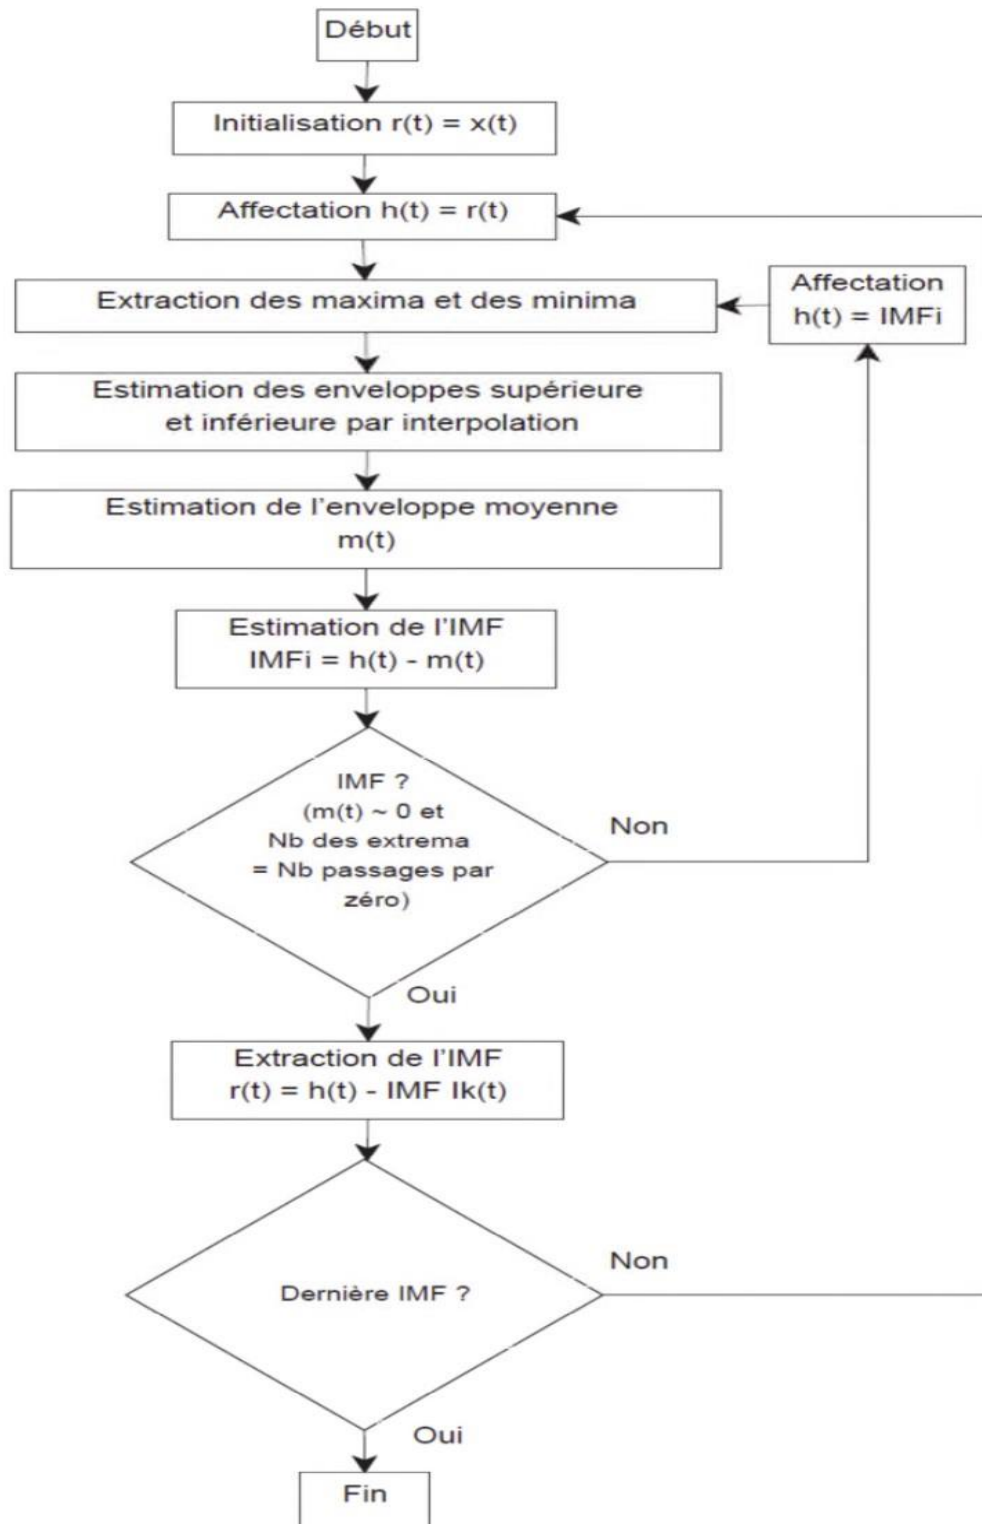 Début
Initialisation r(t) = x(t)
Affectation h(t) = r(t)
Extraction des maxima et des minima
Affectation
h(t) = IMFi
Estimation des enveloppes supérieure
et inférieure par interpolation
Estimation de l'enveloppe moyenne
m(t)
Estimation de l'IMF
IMFi = h(t) - m(t)
IMF ?
(m(t) ~ 0 et
Nb des extrema
= Nb passages par
zéro)
Non
Oui
Extraction de l'IMF
r(t) = h(t) - IMF Ik(t)
Dernière IMF ?
Non
Oui
Fin